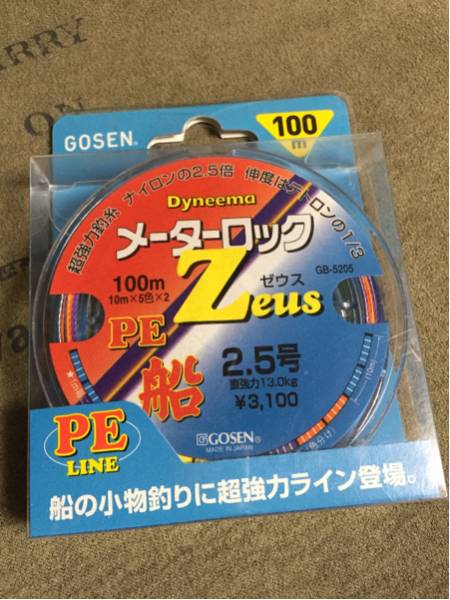 ARRY
ON
GOSEN®
100m
超強力釣糸 ナイロンの2.5倍 伸度はテトロンの1/3
Dyneema
メーターロック
100m
10m×5色×2
Zeus
ゼウス
GB-5205
PE
船
2.5号
直強力13.0kg
¥3,100
GOSEN®
MADE IN JAPAN
PE
LINE
船の小物釣りに超強力ライン登場。